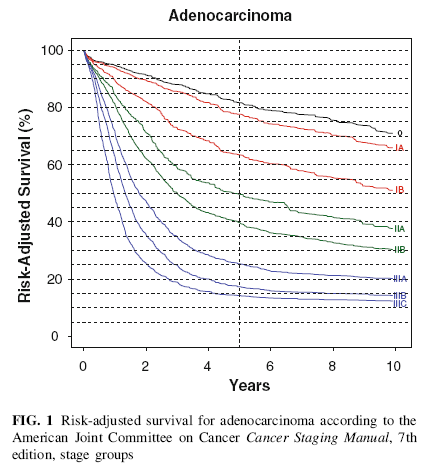 Adenocarcinoma
Risk-Adjusted Survival (%)
100
80
60
40
20
0
0
IA
IB
IIA
IIB
IIIA
IIIB
IIIC
0 2 4 6 8 10
Years
FIG. 1 Risk-adjusted survival for adenocarcinoma according to the
American Joint Committee on Cancer Cancer Staging Manual, 7th
edition, stage groups